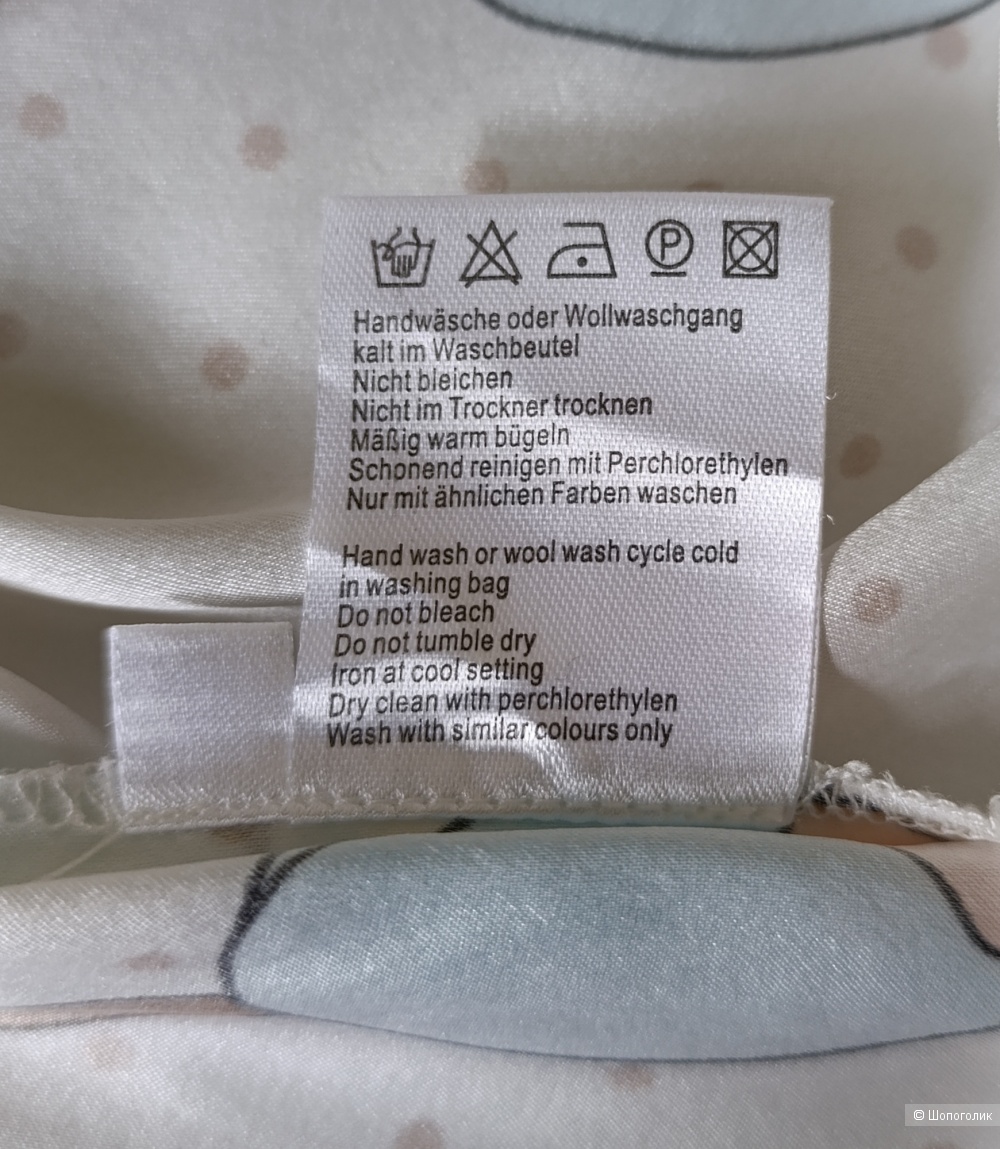 P
Handwäsche oder Wollwaschgang
kalt im Waschbeutel
Nicht bleichen
Nicht im Trockner trocknen
Mäßig warm bügeln
Schonend reinigen mit Perchlorethylen
Nur mit ähnlichen Farben waschen
Hand wash or wool wash cycle cold
in washing bag
Do not bleach
Do not tumble dry
Iron at cool setting
Dry clean with perchlorethylen
Wash with similar colours only
© Шопоголик